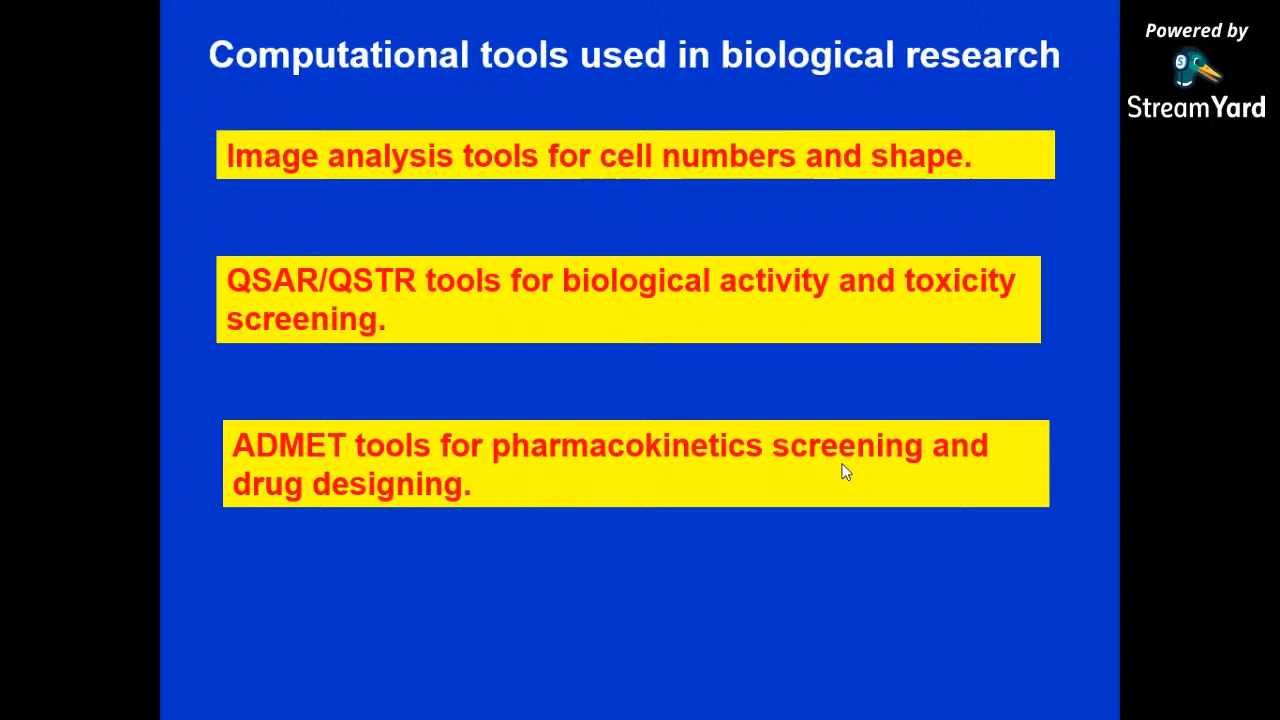 Computational tools used in biological research
Powered by
StreamYard
Image analysis tools for cell numbers and shape.
QSAR/QSTR tools for biological activity and toxicity
screening.
ADMET tools for pharmacokinetics screening and
drug designing.